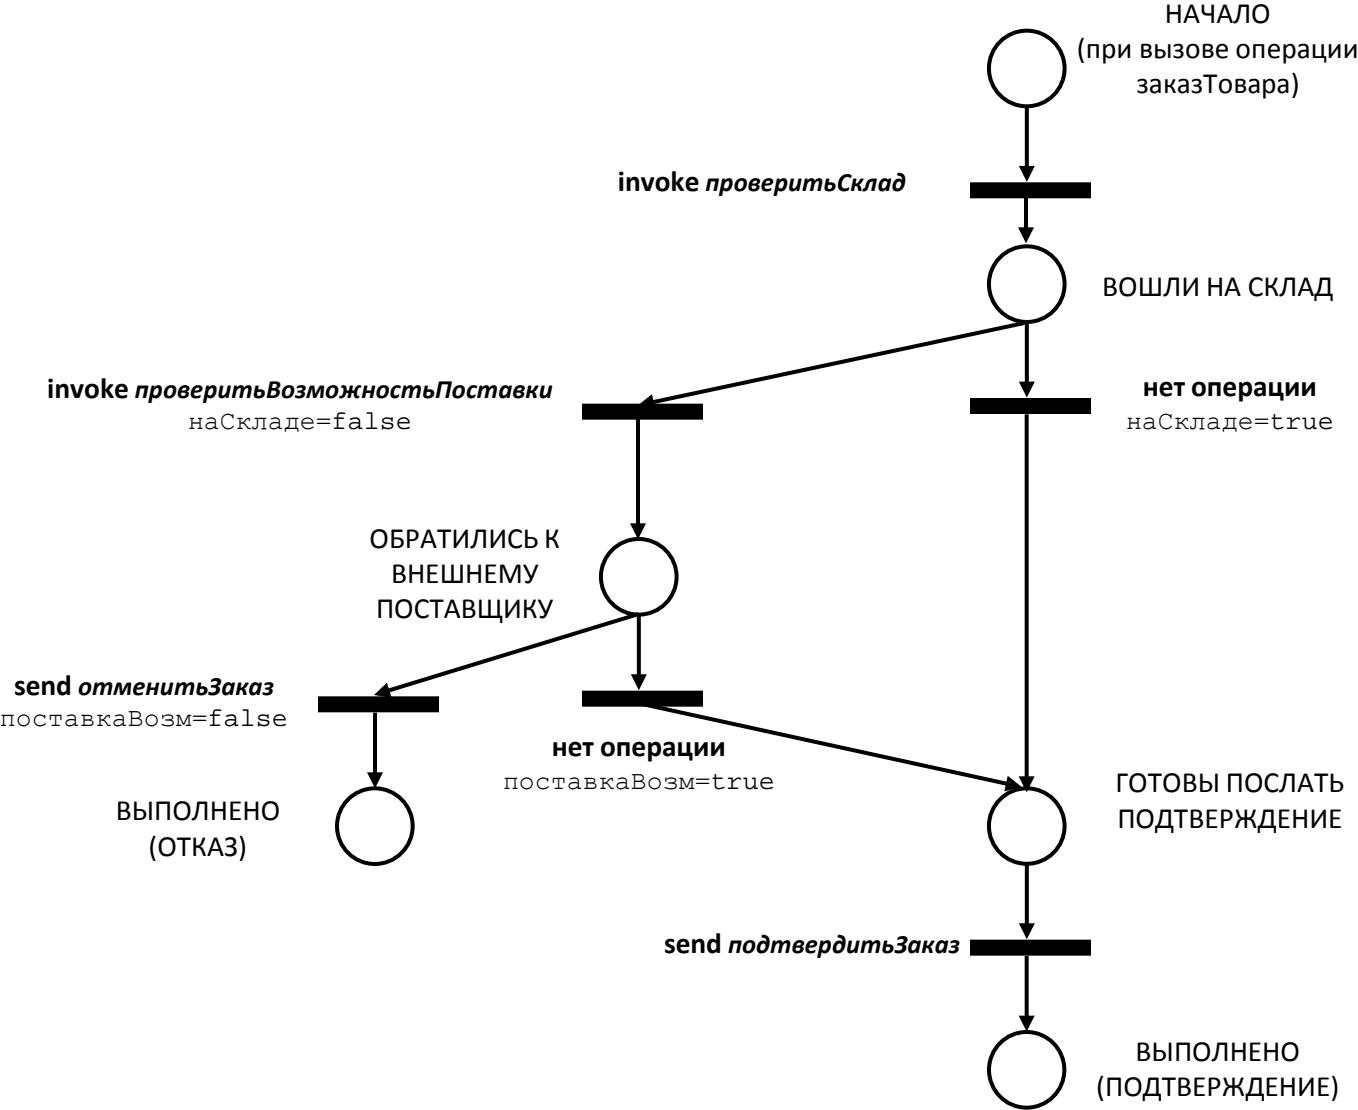 НАЧАЛО
(при вызове операции
заказТовара)
invoke проверитьСклад
ВОШЛИ НА СКЛАД
invoke проверитьВозможностьПоставки
наСкладе=false
нет операции
наСкладе=true
ОБРАТИЛИСЬ К
ВНЕШНЕМУ
ПОСТАВЩИКУ
send отменитьЗаказ
поставкаВозм=false
нет операции
поставкаВозм=true
ВЫПОЛНЕНО
(ОТКАЗ)
ГОТОВЫ ПОСЛАТЬ
ПОДТВЕРЖДЕНИЕ
send подтвердитьЗаказ
ВЫПОЛНЕНО
(ПОДТВЕРЖДЕНИЕ)